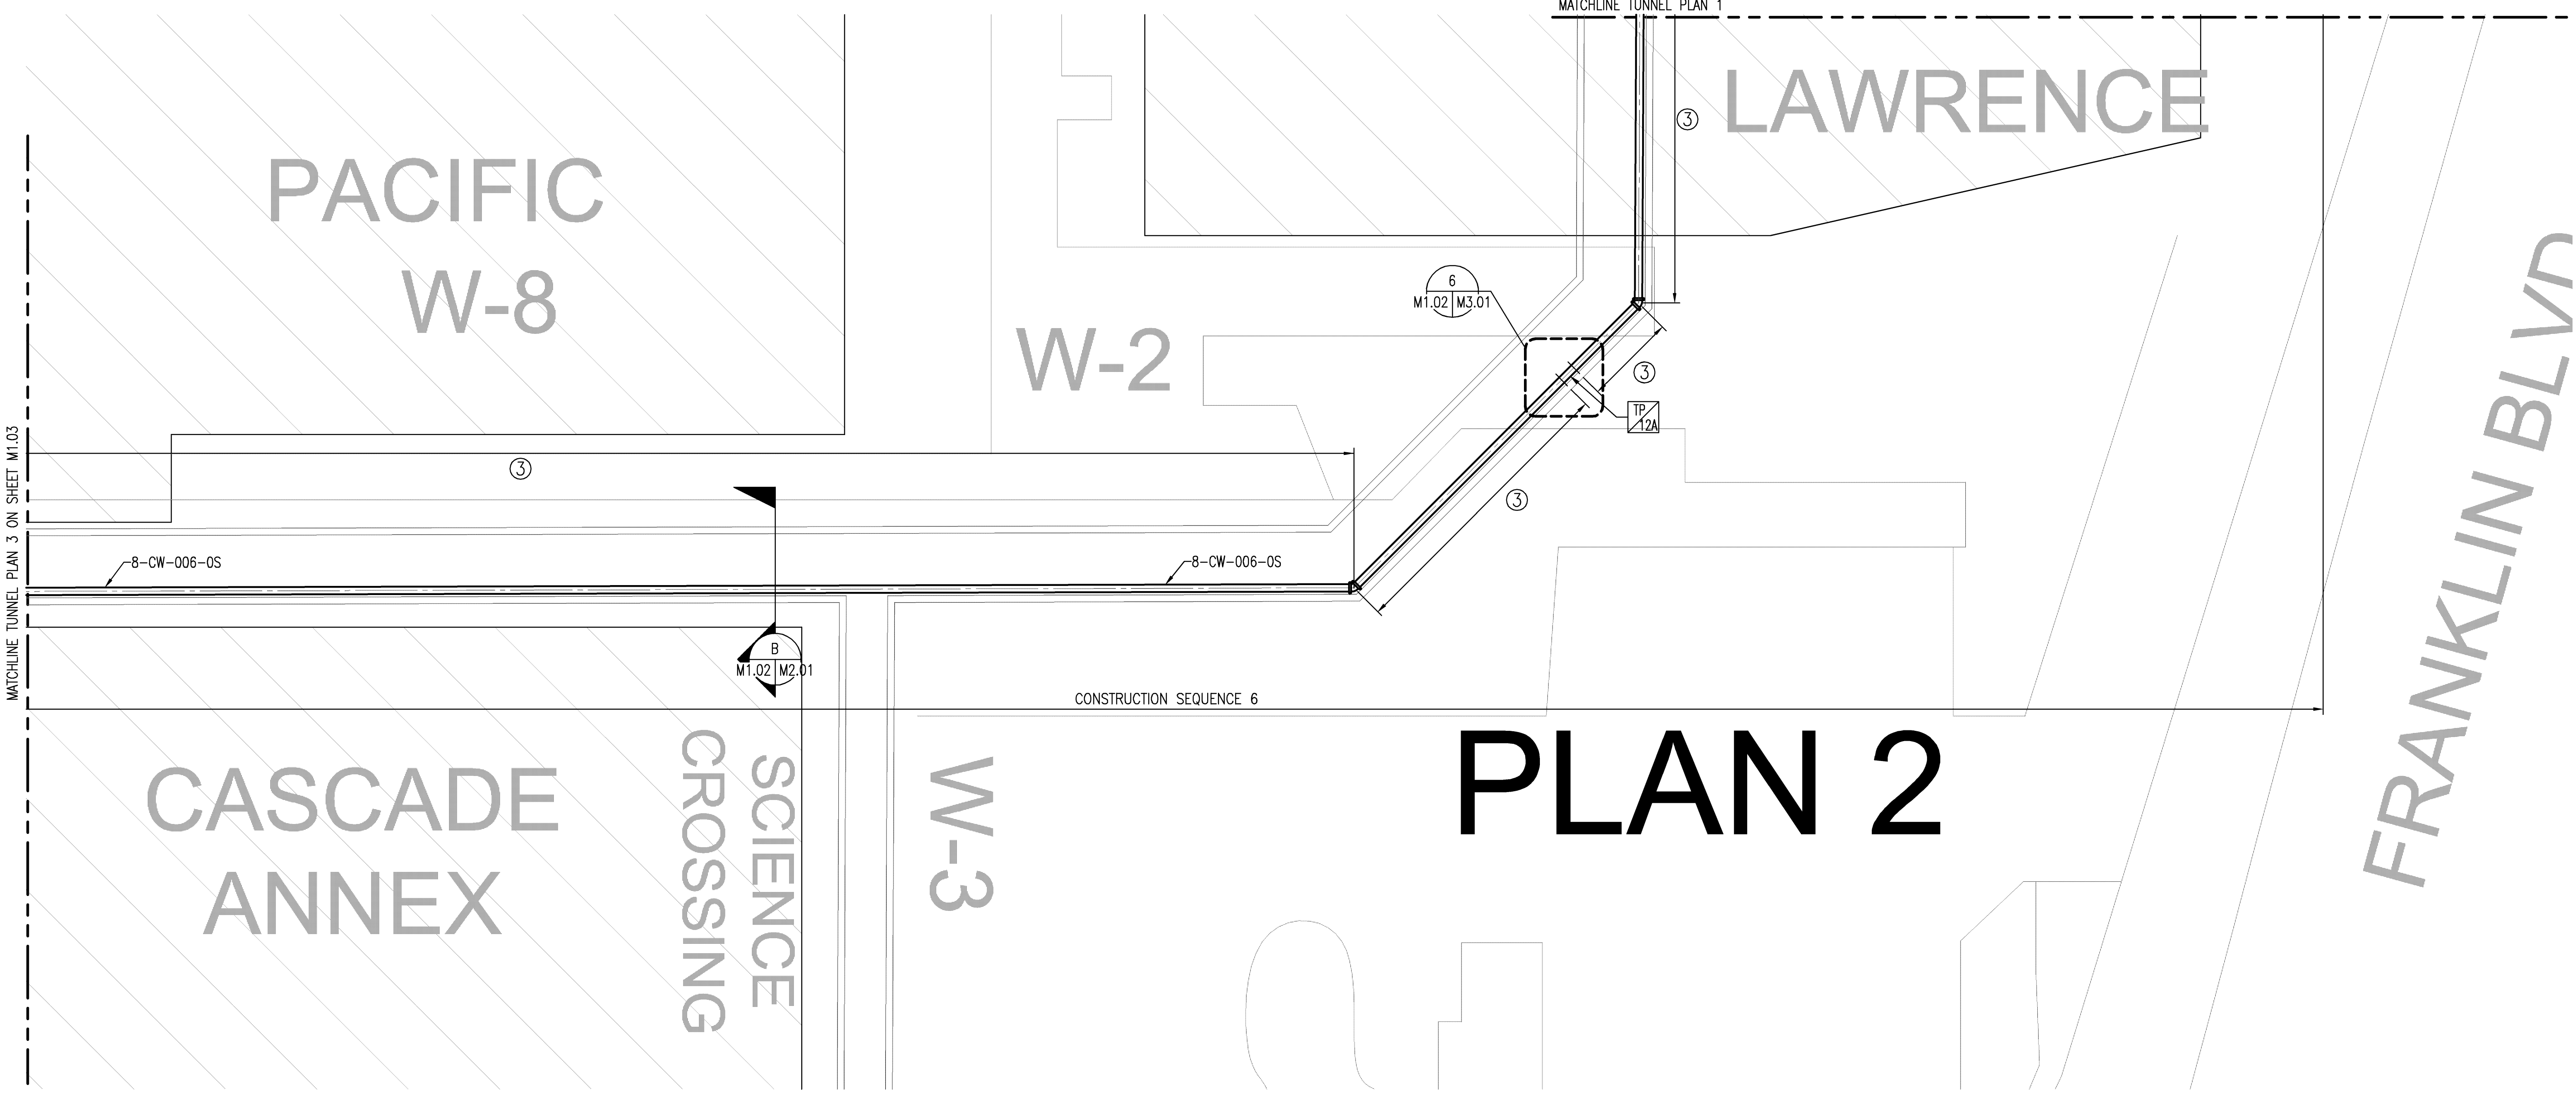 MATCHLINE TUNNEL PLAN 1
LAWRENCE
3
PACIFIC
W-8
6
M1.02 M3.01
W-2
3
TP
12A
FRANKLIN BLVD
MATCHLINE TUNNEL PLAN 3 ON SHEET M1.03
3
3
8-CW-006-0S
8-CW-006-0S
B
M1.02 M2.01
CONSTRUCTION SEQUENCE 6
PLAN 2
CASCADE
ANNEX
SCIENCE
CROSSING
W-3